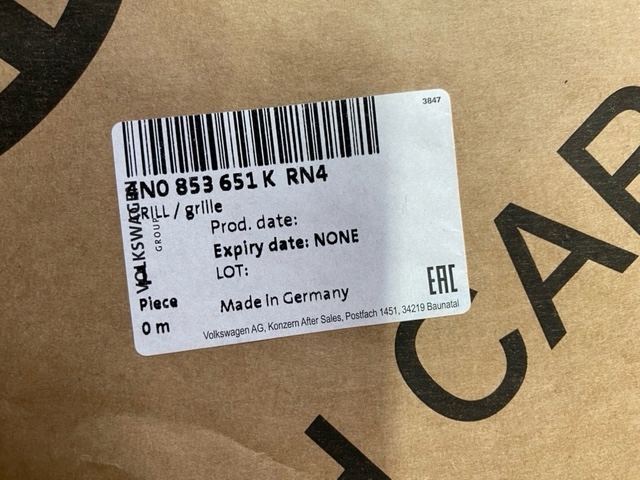 3847
4N0 853 651 K RN4
GRILL / grille
VOLKSWAGEN
GROUP
Prod. date:
Expiry date: NONE
LOT:
1
Piece
Made in Germany
0 m
EAC
Volkswagen AG, Konzern After Sales, Postfach 1451, 34219 Baunatal
CAR